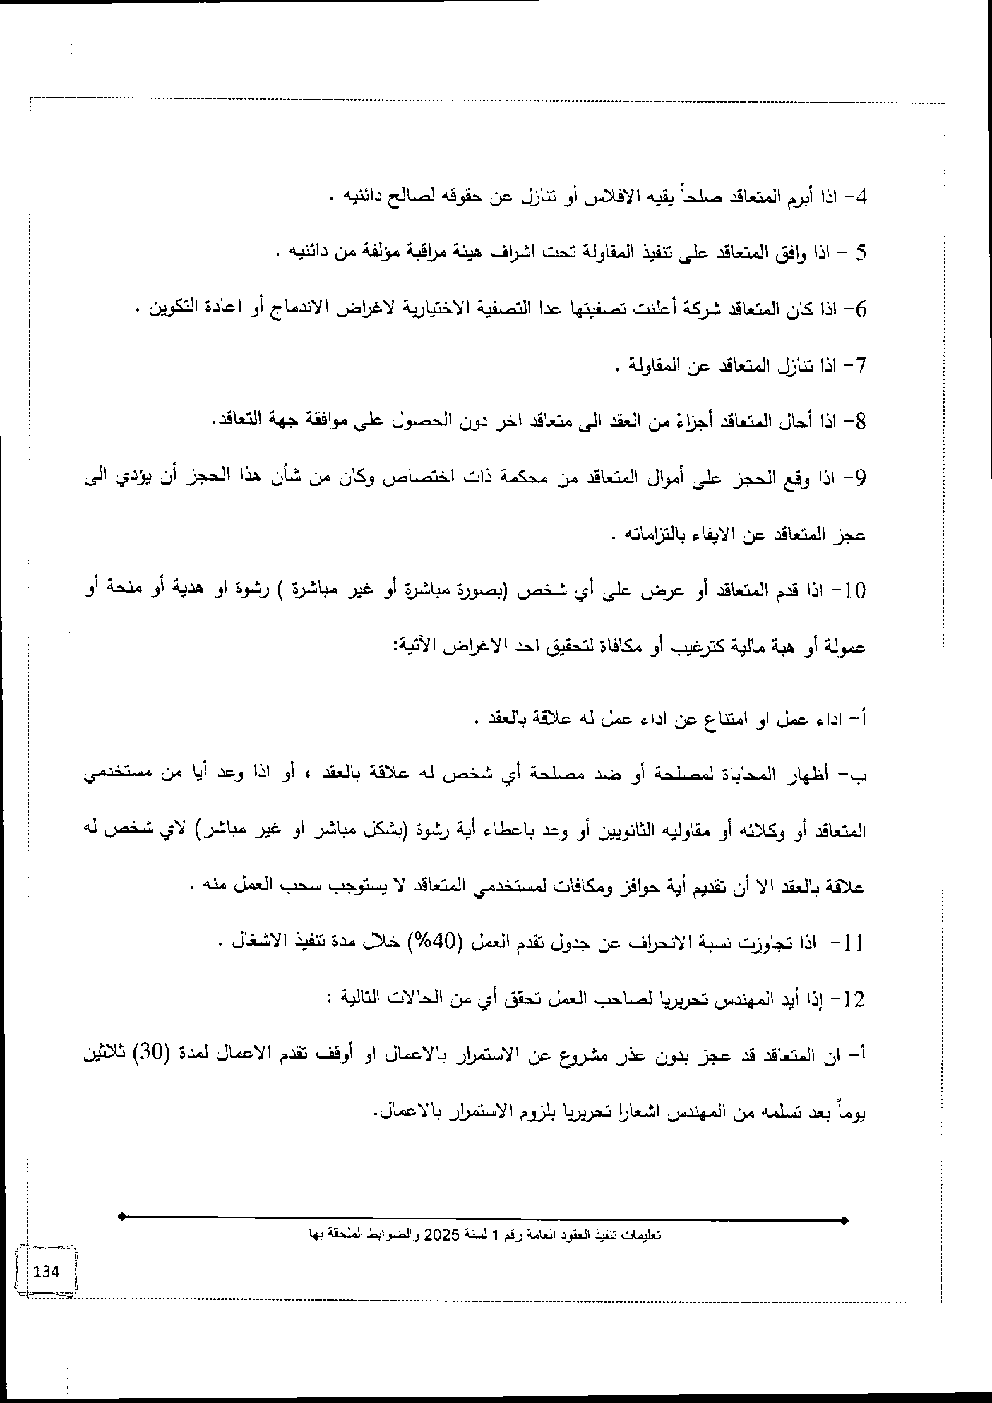 4- اذا أبرم المتعاقد صلحاً يقيه الافلاس أو تنازل عن حقوقه لصالح دائنيه .
5 - اذا وافق المتعاقد على تنفيذ المقاولة تحت اشراف هيئة مراقبة مؤلفة من دائنيه .
6- اذا كان المتعاقد شركة أعلنت تصفيتها عدا التصفية الاختيارية لاغراض الاندماج أو اعادة التكوين .
7- اذا تنازل المتعاقد عن المقاولة .
8- اذا أحال المتعاقد أجزاءً من العقد الى متعاقد اخر دون الحصول على موافقة جهة التعاقد.
9- اذا وقع الحجز على أموال المتعاقد من محكمة ذات اختصاص وكان من شأن هذا الحجز أن يؤدي الى
عجز المتعاقد عن الايفاء بالتزاماته .
10- اذا قدم المتعاقد أو عرض على أي شخص (بصورة مباشرة أو غير مباشرة ) رشوة او هدية أو منحة أو
عمولة أو هبة مالية كترغيب أو مكافاة لتحقيق احد الاغراض الآتية:
أ- اداء عمل او امتناع عن اداء عمل له علاقة بالعقد .
ب- أظهار المحاباة لمصلحة أو ضد مصلحة أي شخص له علاقة بالعقد ، أو اذا وعد أيا من مستخدمي
المتعاقد أو وكلائه أو مقاوليه الثانويين أو وعد باعطاء أية رشوة (بشكل مباشر او غير مباشر) لاي شخص له
علاقة بالعقد الا أن تقديم أية حوافز ومكافات لمستخدمي المتعاقد لا يستوجب سحب العمل منه .
11- اذا تجاوزت نسبة الانحراف عن جدول تقدم العمل (40%) خلال مدة تنفيذ الاشغال .
12- إذا أيد المهندس تحريريا لصاحب العمل تحقق أي من الحالات التالية :
أ- ان المتعاقد قد عجز بدون عذر مشروع عن الاستمرار بالاعمال او أوقف تقدم الاعمال لمدة (30) ثلاثين
يوماً بعد تسلمه من المهندس اشعارا تحريريا بلزوم الاستمرار بالاعمال.
تعليمات تنفيذ العقود العامة رقم 1 لسنة 2025 والضوابط الملحقة بها
134